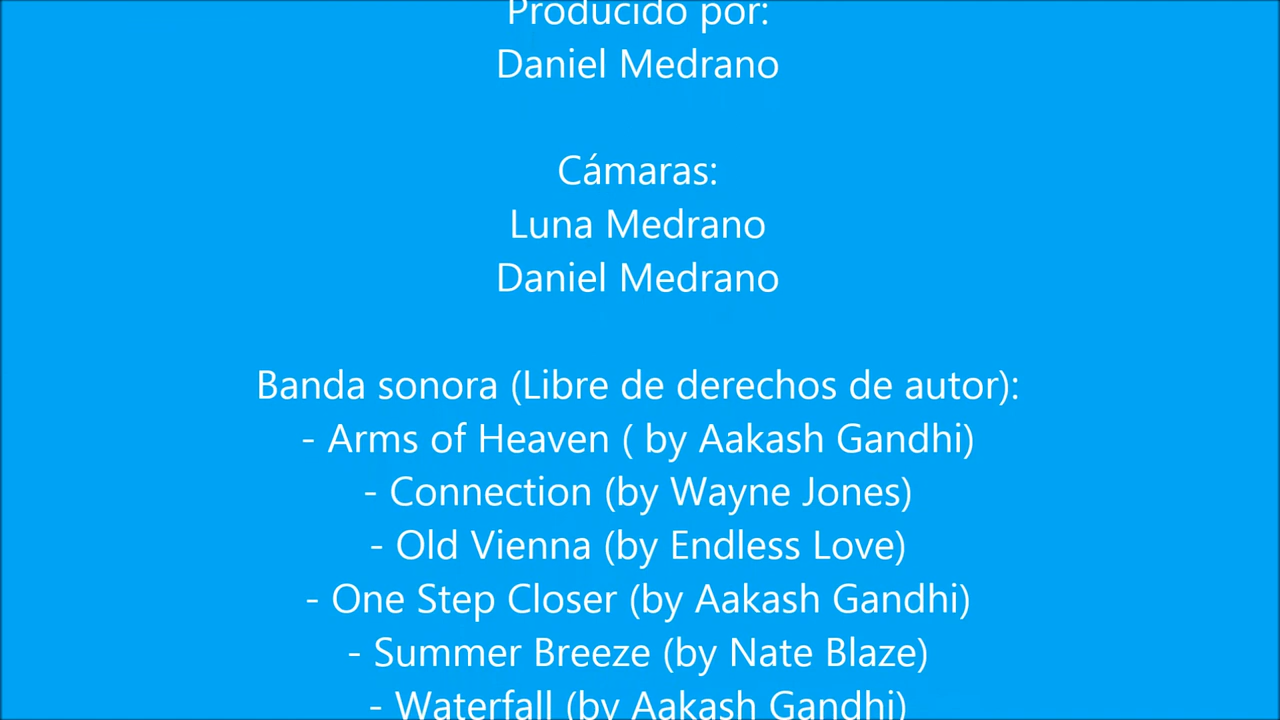 Producido por:
Daniel Medrano
Cámaras:
Luna Medrano
Daniel Medrano
Banda sonora (Libre de derechos de autor):
- Arms of Heaven ( by Aakash Gandhi)
- Connection (by Wayne Jones)
- Old Vienna (by Endless Love)
- One Step Closer (by Aakash Gandhi)
- Summer Breeze (by Nate Blaze)
- Waterfall (by Aakash Gandhi)